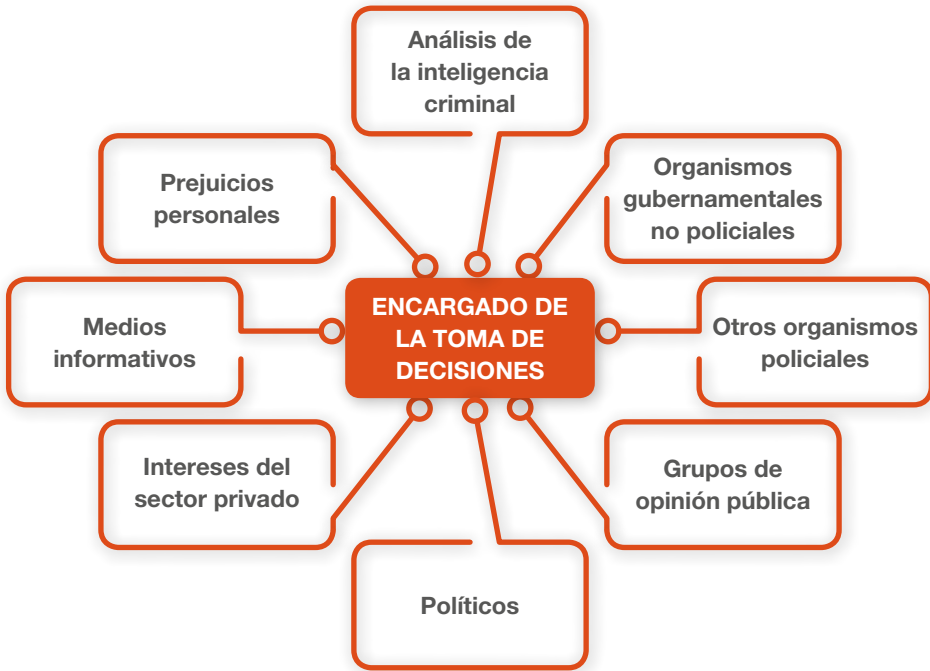 Análisis de
la inteligencia
criminal
Prejuicios
personales
Organismos
gubernamentales
no policiales
Medios
informativos
ENCARGADO DE
LA TOMA DE
DECISIONES
Otros organismos
policiales
Intereses del
sector privado
Grupos de
opinión pública
Políticos